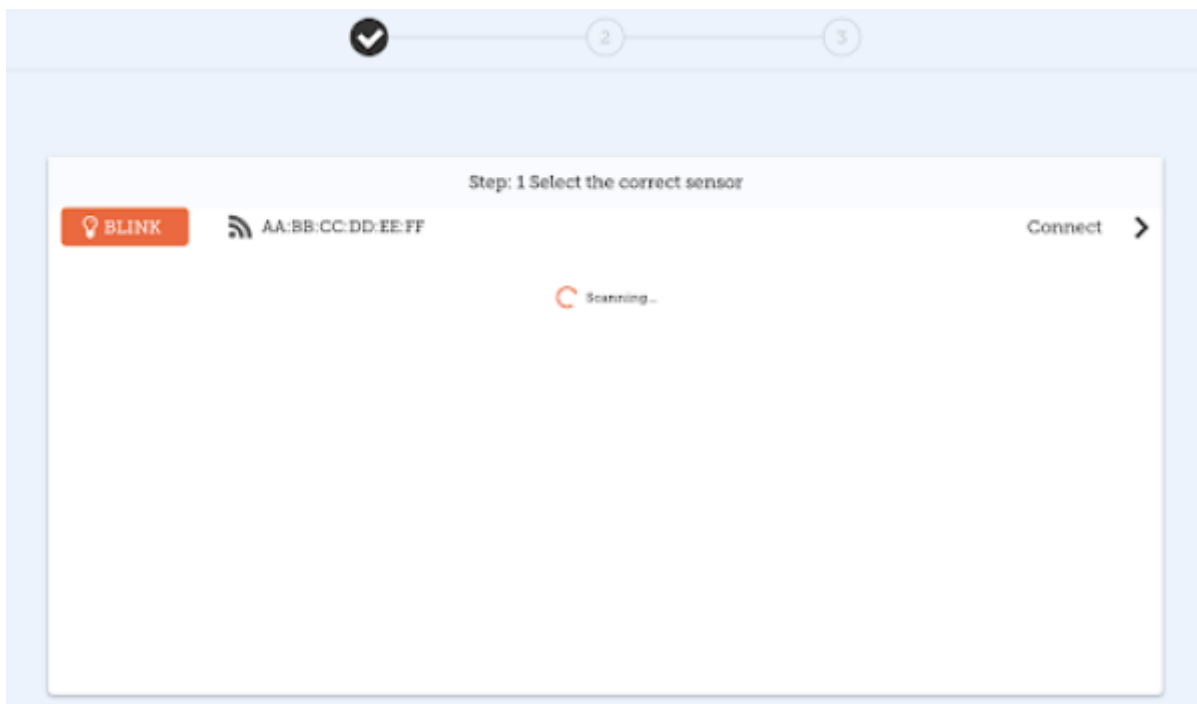 2 3
Step: 1 Select the correct sensor
BLINK AA:BB:CC:DD:EE:FF Connect
Scanning...